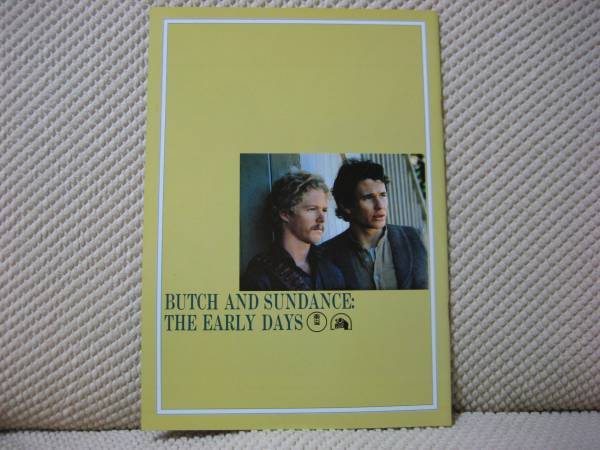 BUTCH AND SUNDANCE:
THE EARLY DAYS